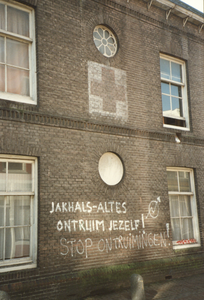 JAKHALS-ALTES
ONTRUIM JEZELF!
STOP ONTRUIMINGEN!